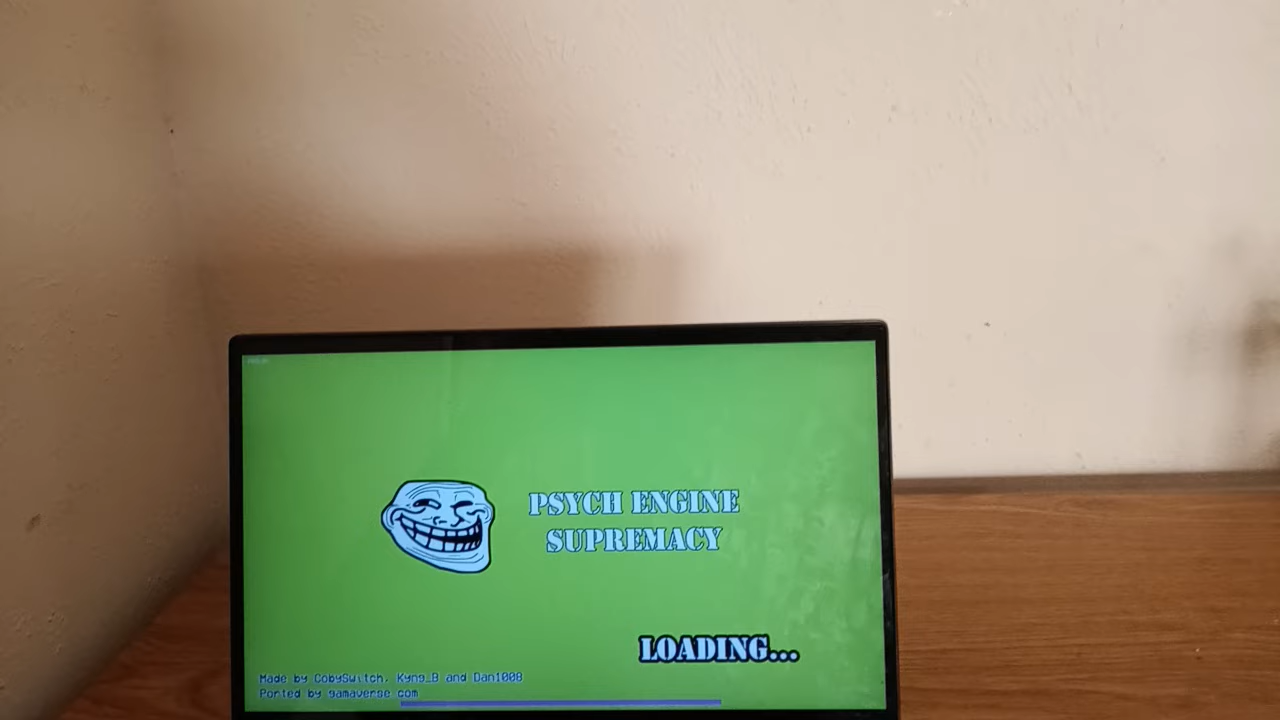 PSYCH ENGINE
SUPREMACY
LOADING...
Made by CobySwitch, Kyng_B and Dan1008
Ported by gamaverse com